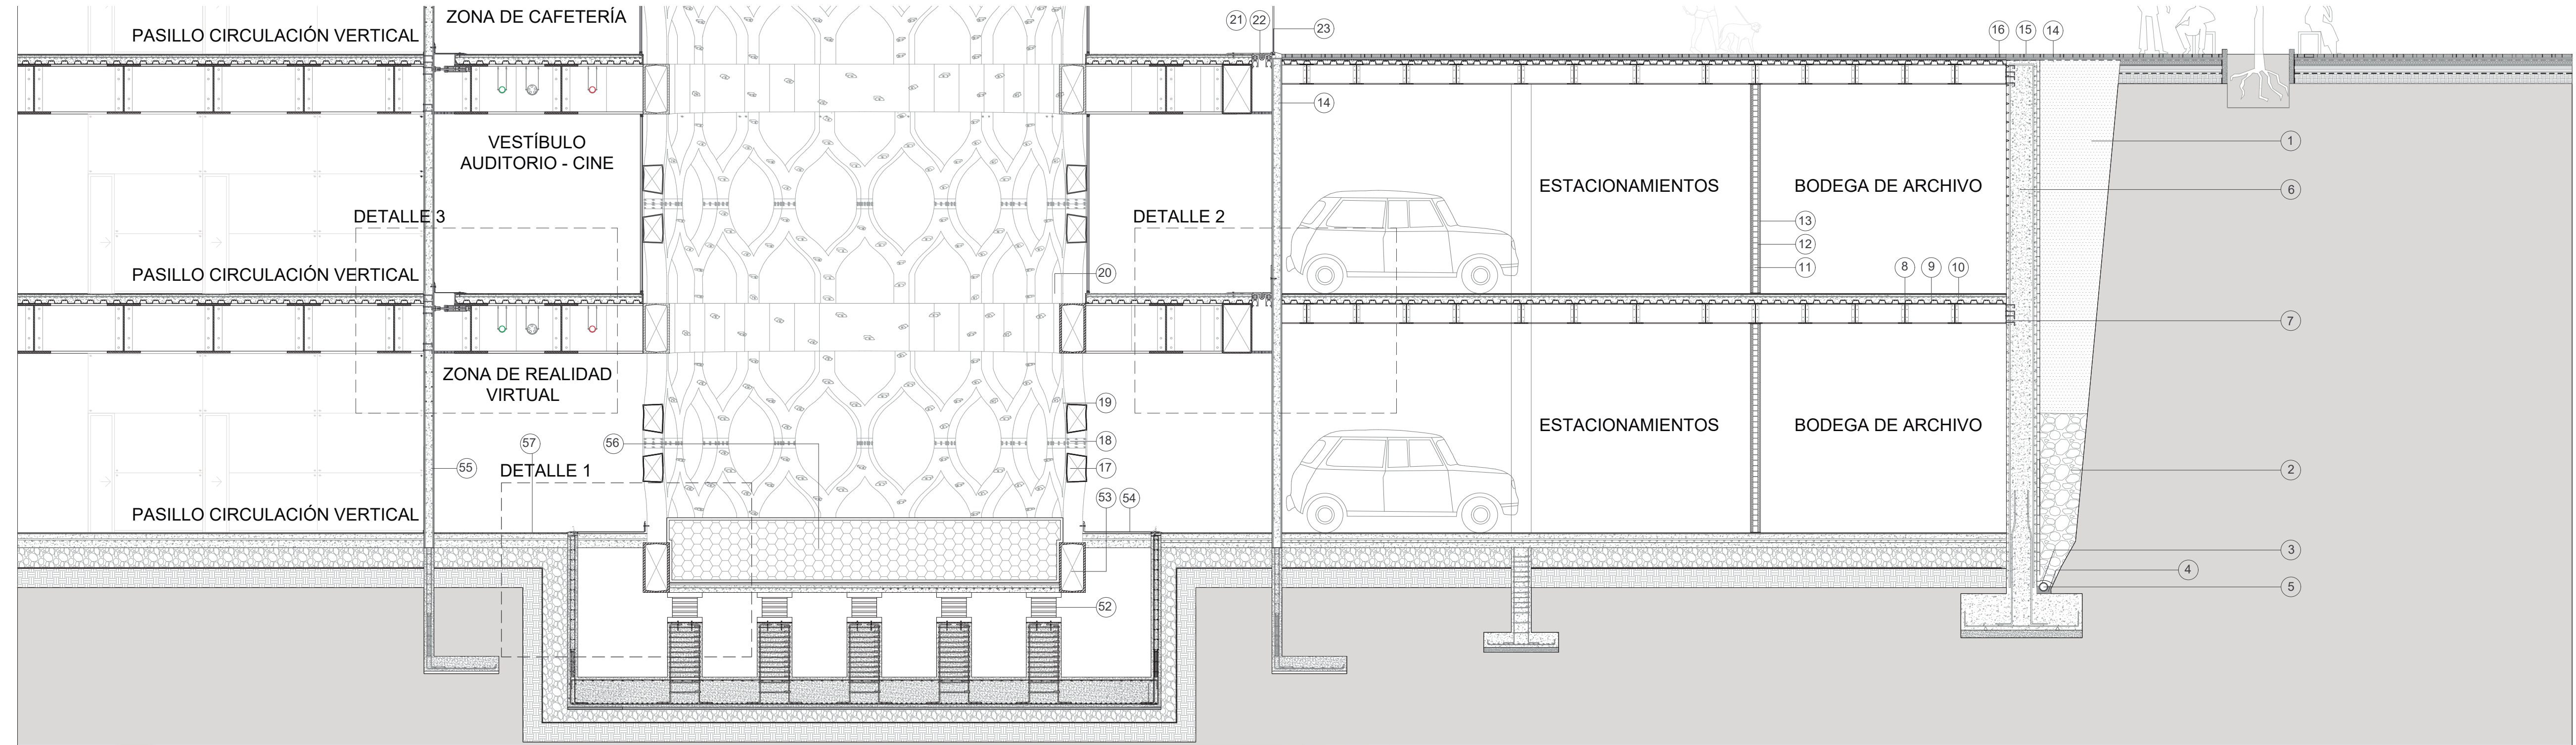 ZONA DE CAFETERÍA
PASILLO CIRCULACIÓN VERTICAL
21 22 23
16 15 14
14
1
VESTÍBULO
AUDITORIO - CINE
ESTACIONAMIENTOS
BODEGA DE ARCHIVO
6
DETALLE 3
DETALLE 2
13
12
11
PASILLO CIRCULACIÓN VERTICAL
20
8 9 10
7
ZONA DE REALIDAD
VIRTUAL
19
18
17
ESTACIONAMIENTOS
BODEGA DE ARCHIVO
57
56
55
DETALLE 1
2
53 54
PASILLO CIRCULACIÓN VERTICAL
3
4
5
52